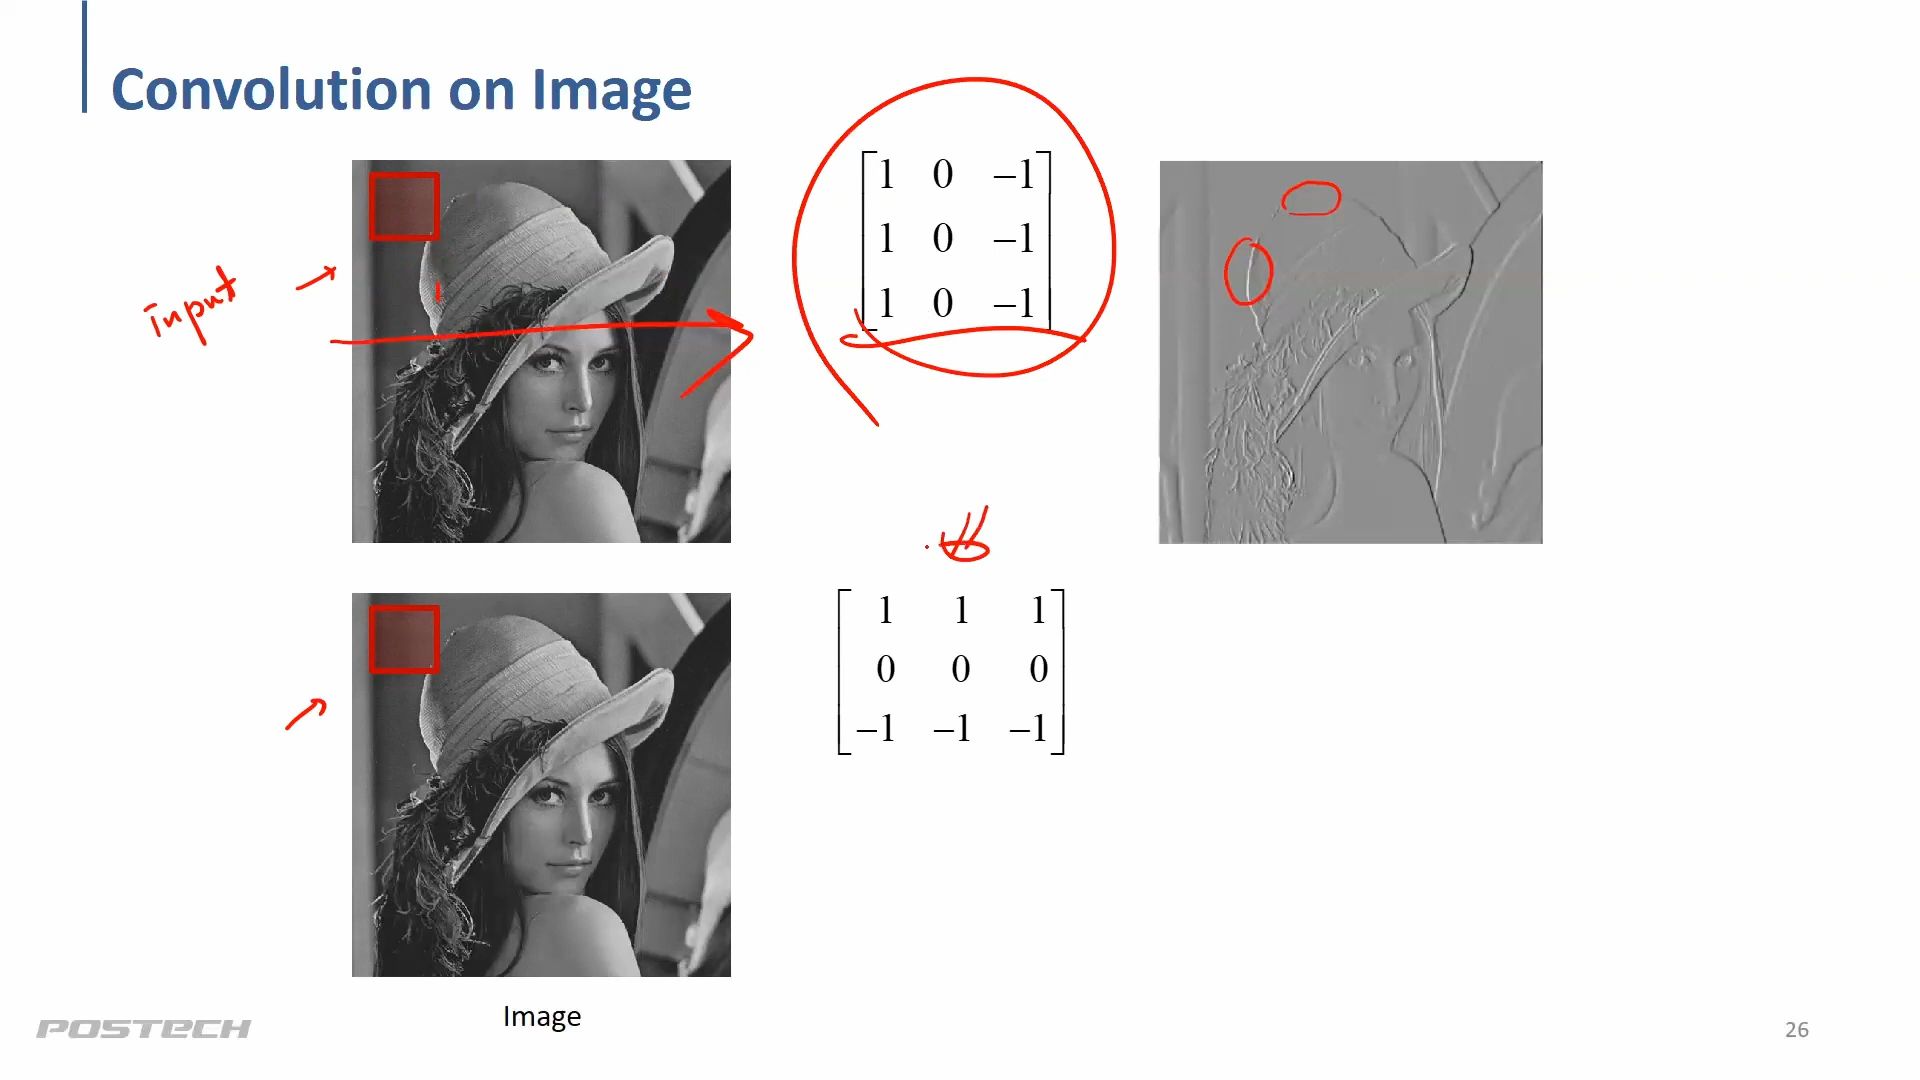 Convolution on Image
input
1 0 −1
1 0 −1
1 0 −1
1 1 1
0 0 0
−1 −1 −1
Image
POSTECH
26